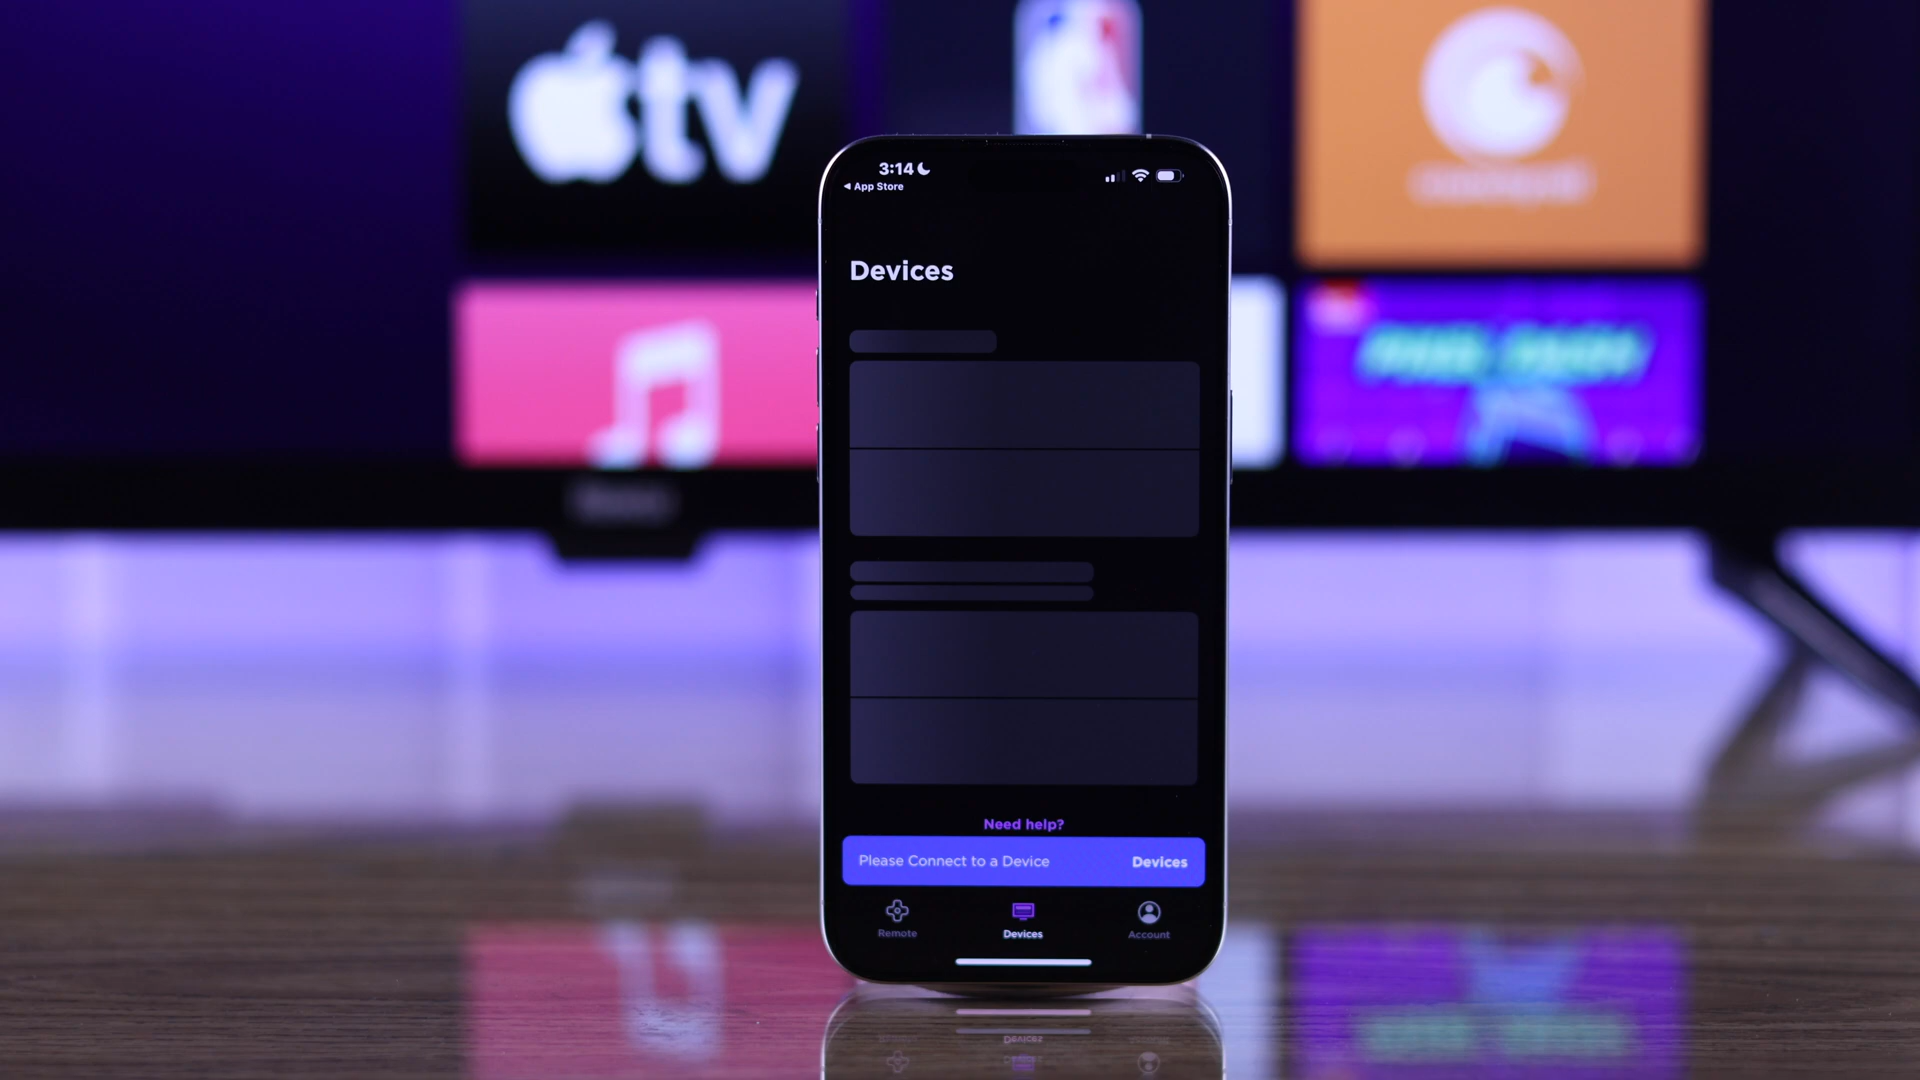 tv
3:14
◀ App Store
Devices
Need help?
Please Connect to a Device Devices
Remote Devices Account